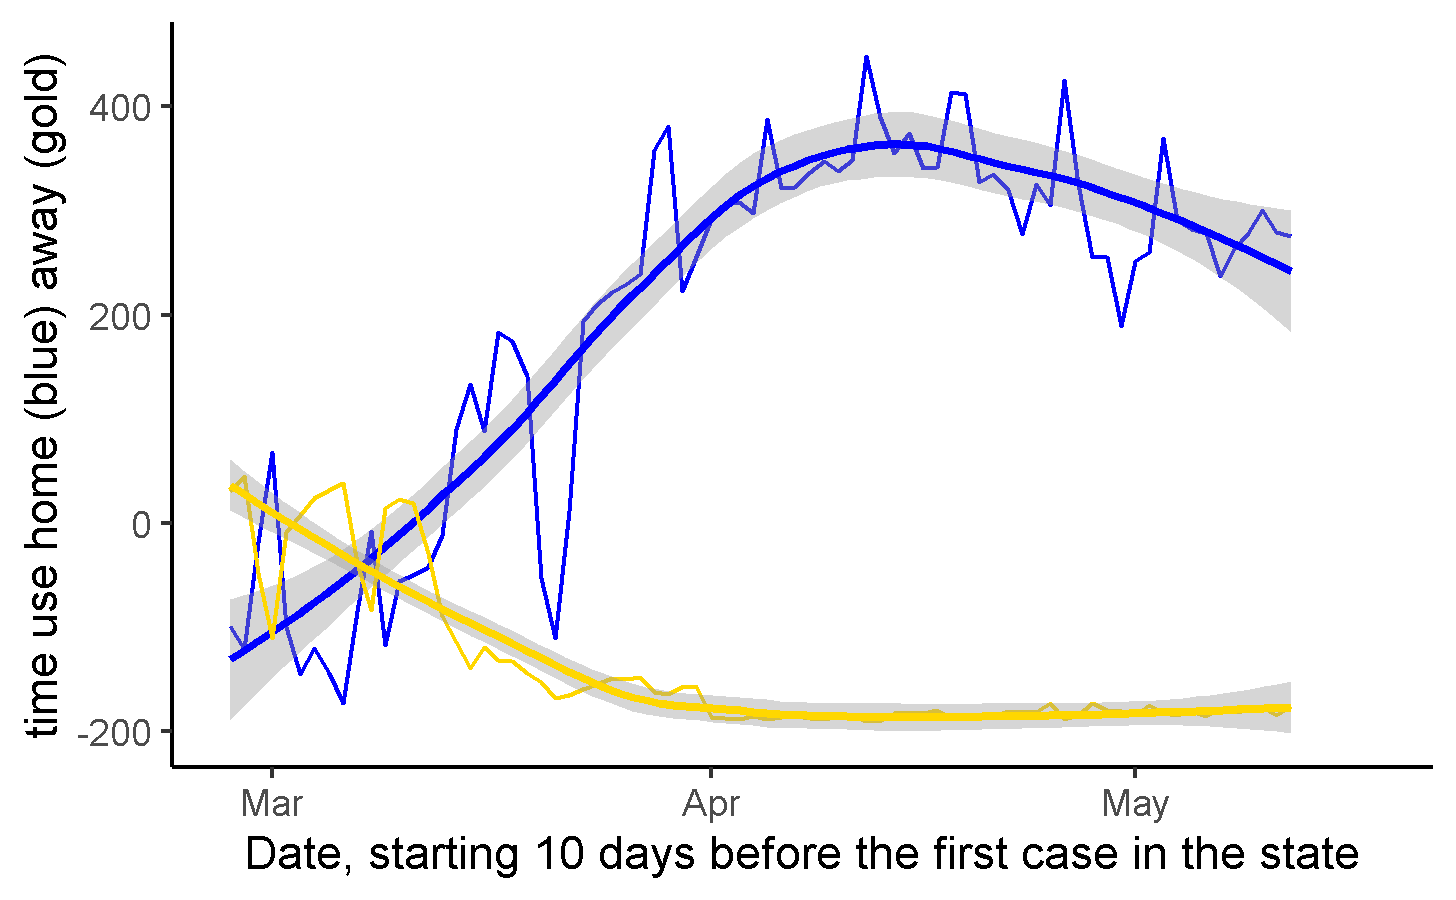 time use home (blue) away (gold)
400
200
0
-200
Mar
Apr
May
Date, starting 10 days before the first case in the state